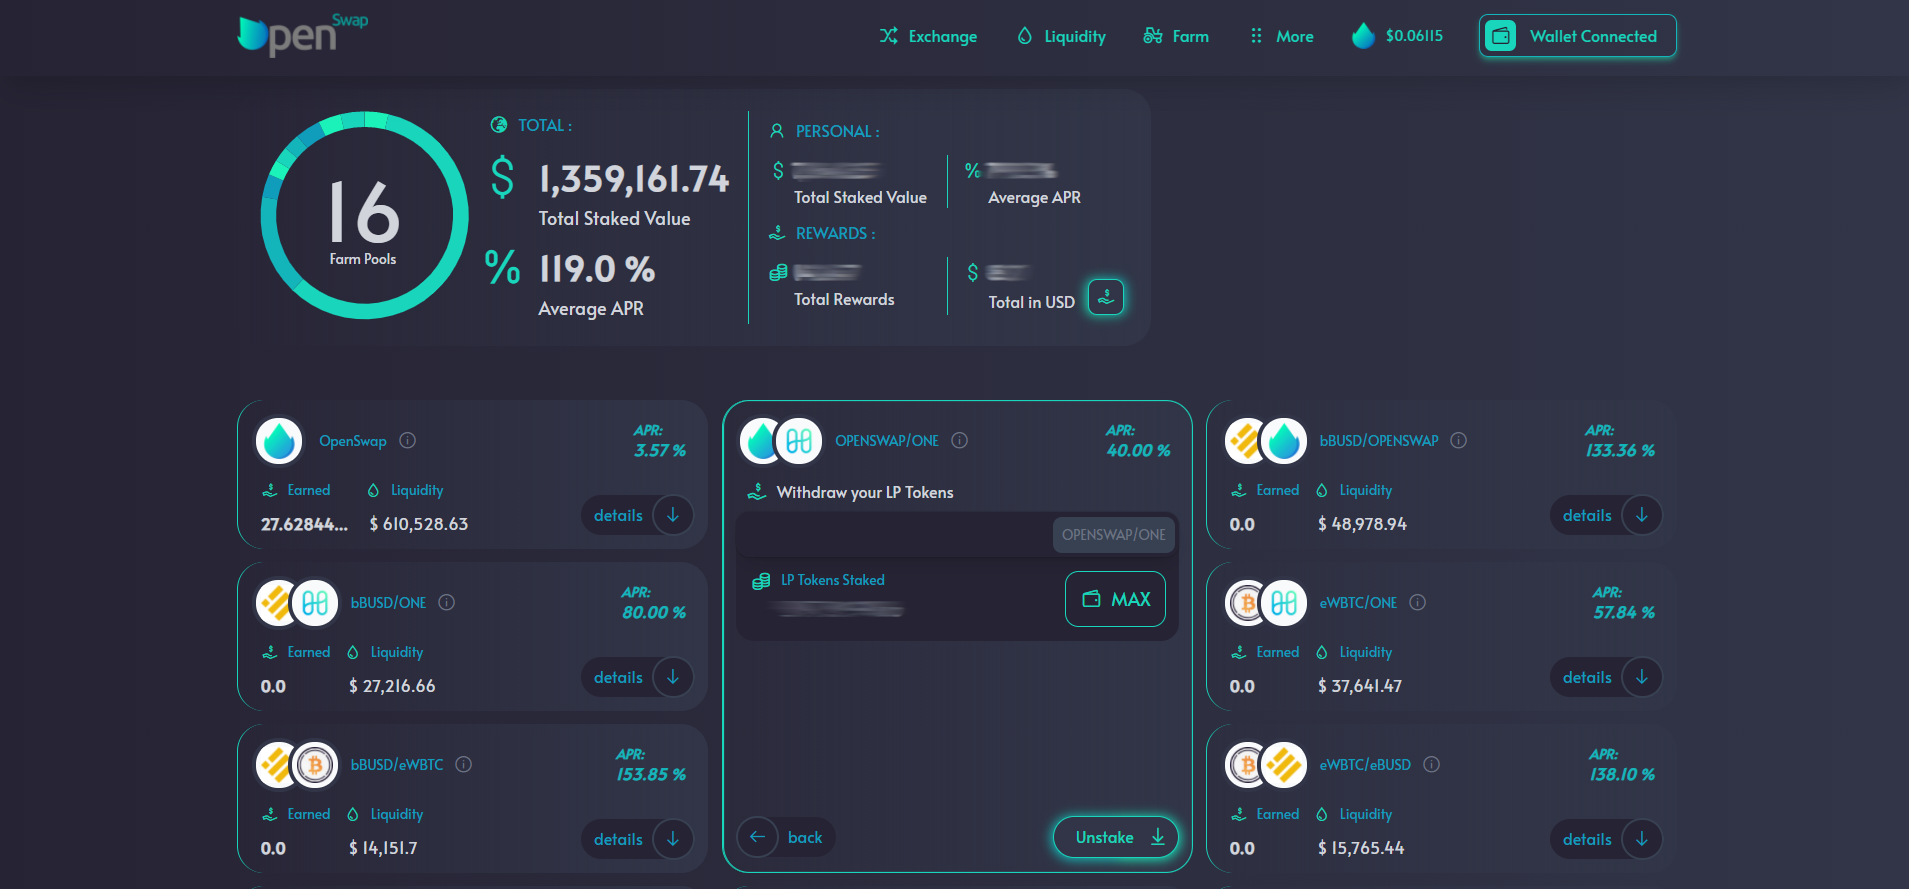 OpenSwap
Exchange
Liquidity
Farm
More
$0.06115
Wallet Connected
16
Farm Pools
TOTAL :
$ 1,359,161.74
Total Staked Value
% 119.0 %
Average APR
PERSONAL :
$
Total Staked Value
%
Average APR
REWARDS :
Total Rewards
$
Total in USD
OpenSwap
APR:
3.57 %
Earned
Liquidity
27.62844...
$ 610,528.63
details
OPENSWAP/ONE
APR:
40.00 %
Withdraw your LP Tokens
OPENSWAP/ONE
LP Tokens Staked
MAX
back
Unstake
bBUSD/OPENSWAP
APR:
133.36 %
Earned
Liquidity
0.0
$ 48,978.94
details
bBUSD/ONE
APR:
80.00 %
Earned
Liquidity
0.0
$ 27,216.66
details
eWBTC/ONE
APR:
57.84 %
Earned
Liquidity
0.0
$ 37,641.47
details
bBUSD/eWBTC
APR:
153.85 %
Earned
Liquidity
0.0
$ 14,151.7
details
eWBTC/eBUSD
APR:
138.10 %
Earned
Liquidity
0.0
$ 15,765.44
details